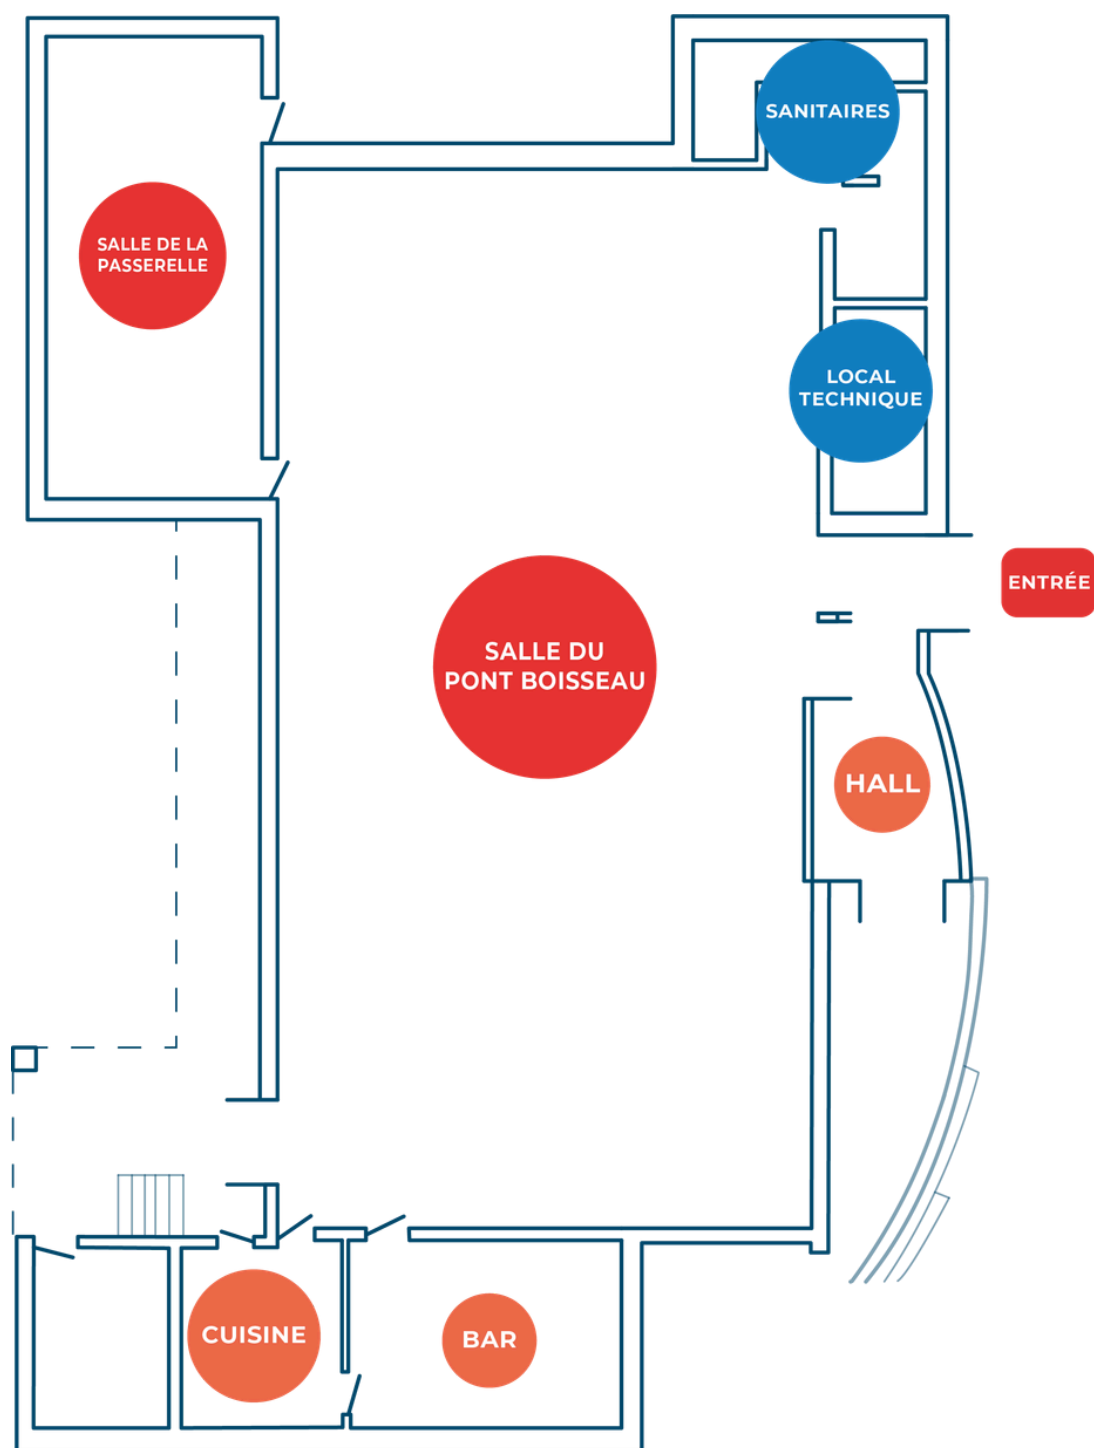 SANITAIRES
SALLE DE LA
PASSERELLE
LOCAL
TECHNIQUE
ENTRÉE
SALLE DU
PONT BOISSEAU
HALL
CUISINE
BAR